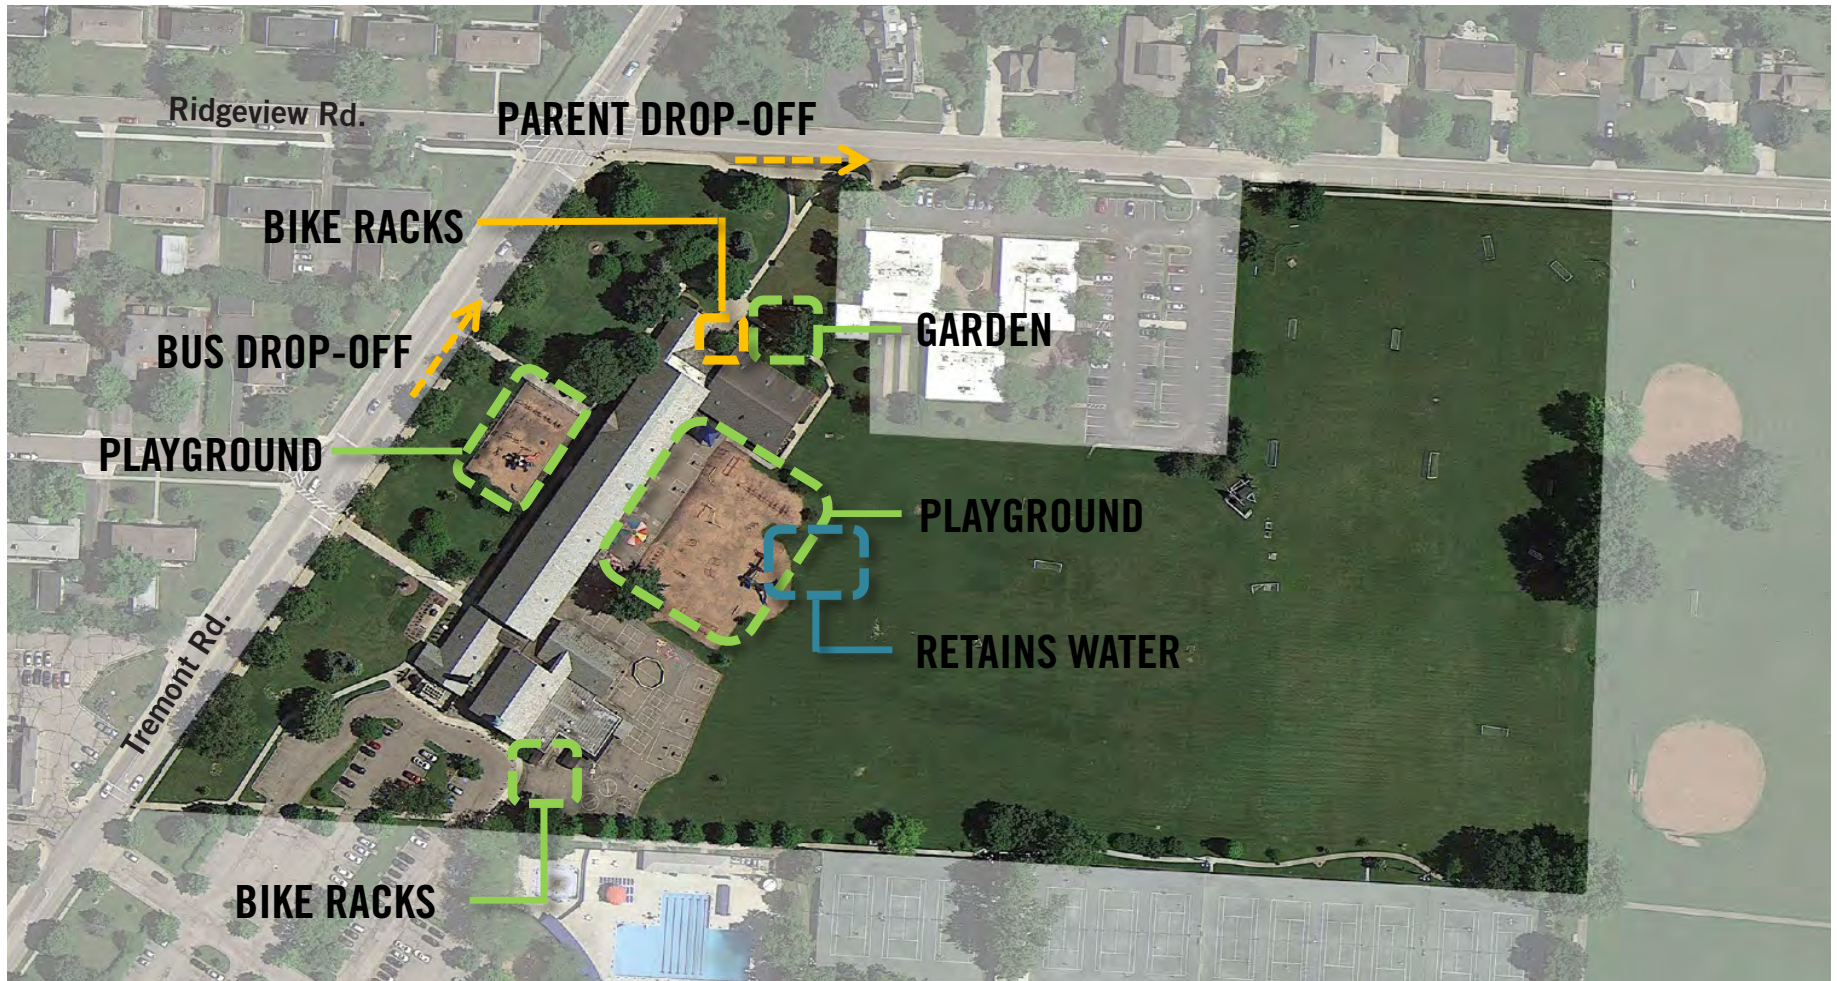 Ridgeview Rd.
PARENT DROP-OFF
BIKE RACKS
GARDEN
BUS DROP-OFF
PLAYGROUND
PLAYGROUND
RETAINS WATER
Tremont Rd.
BIKE RACKS